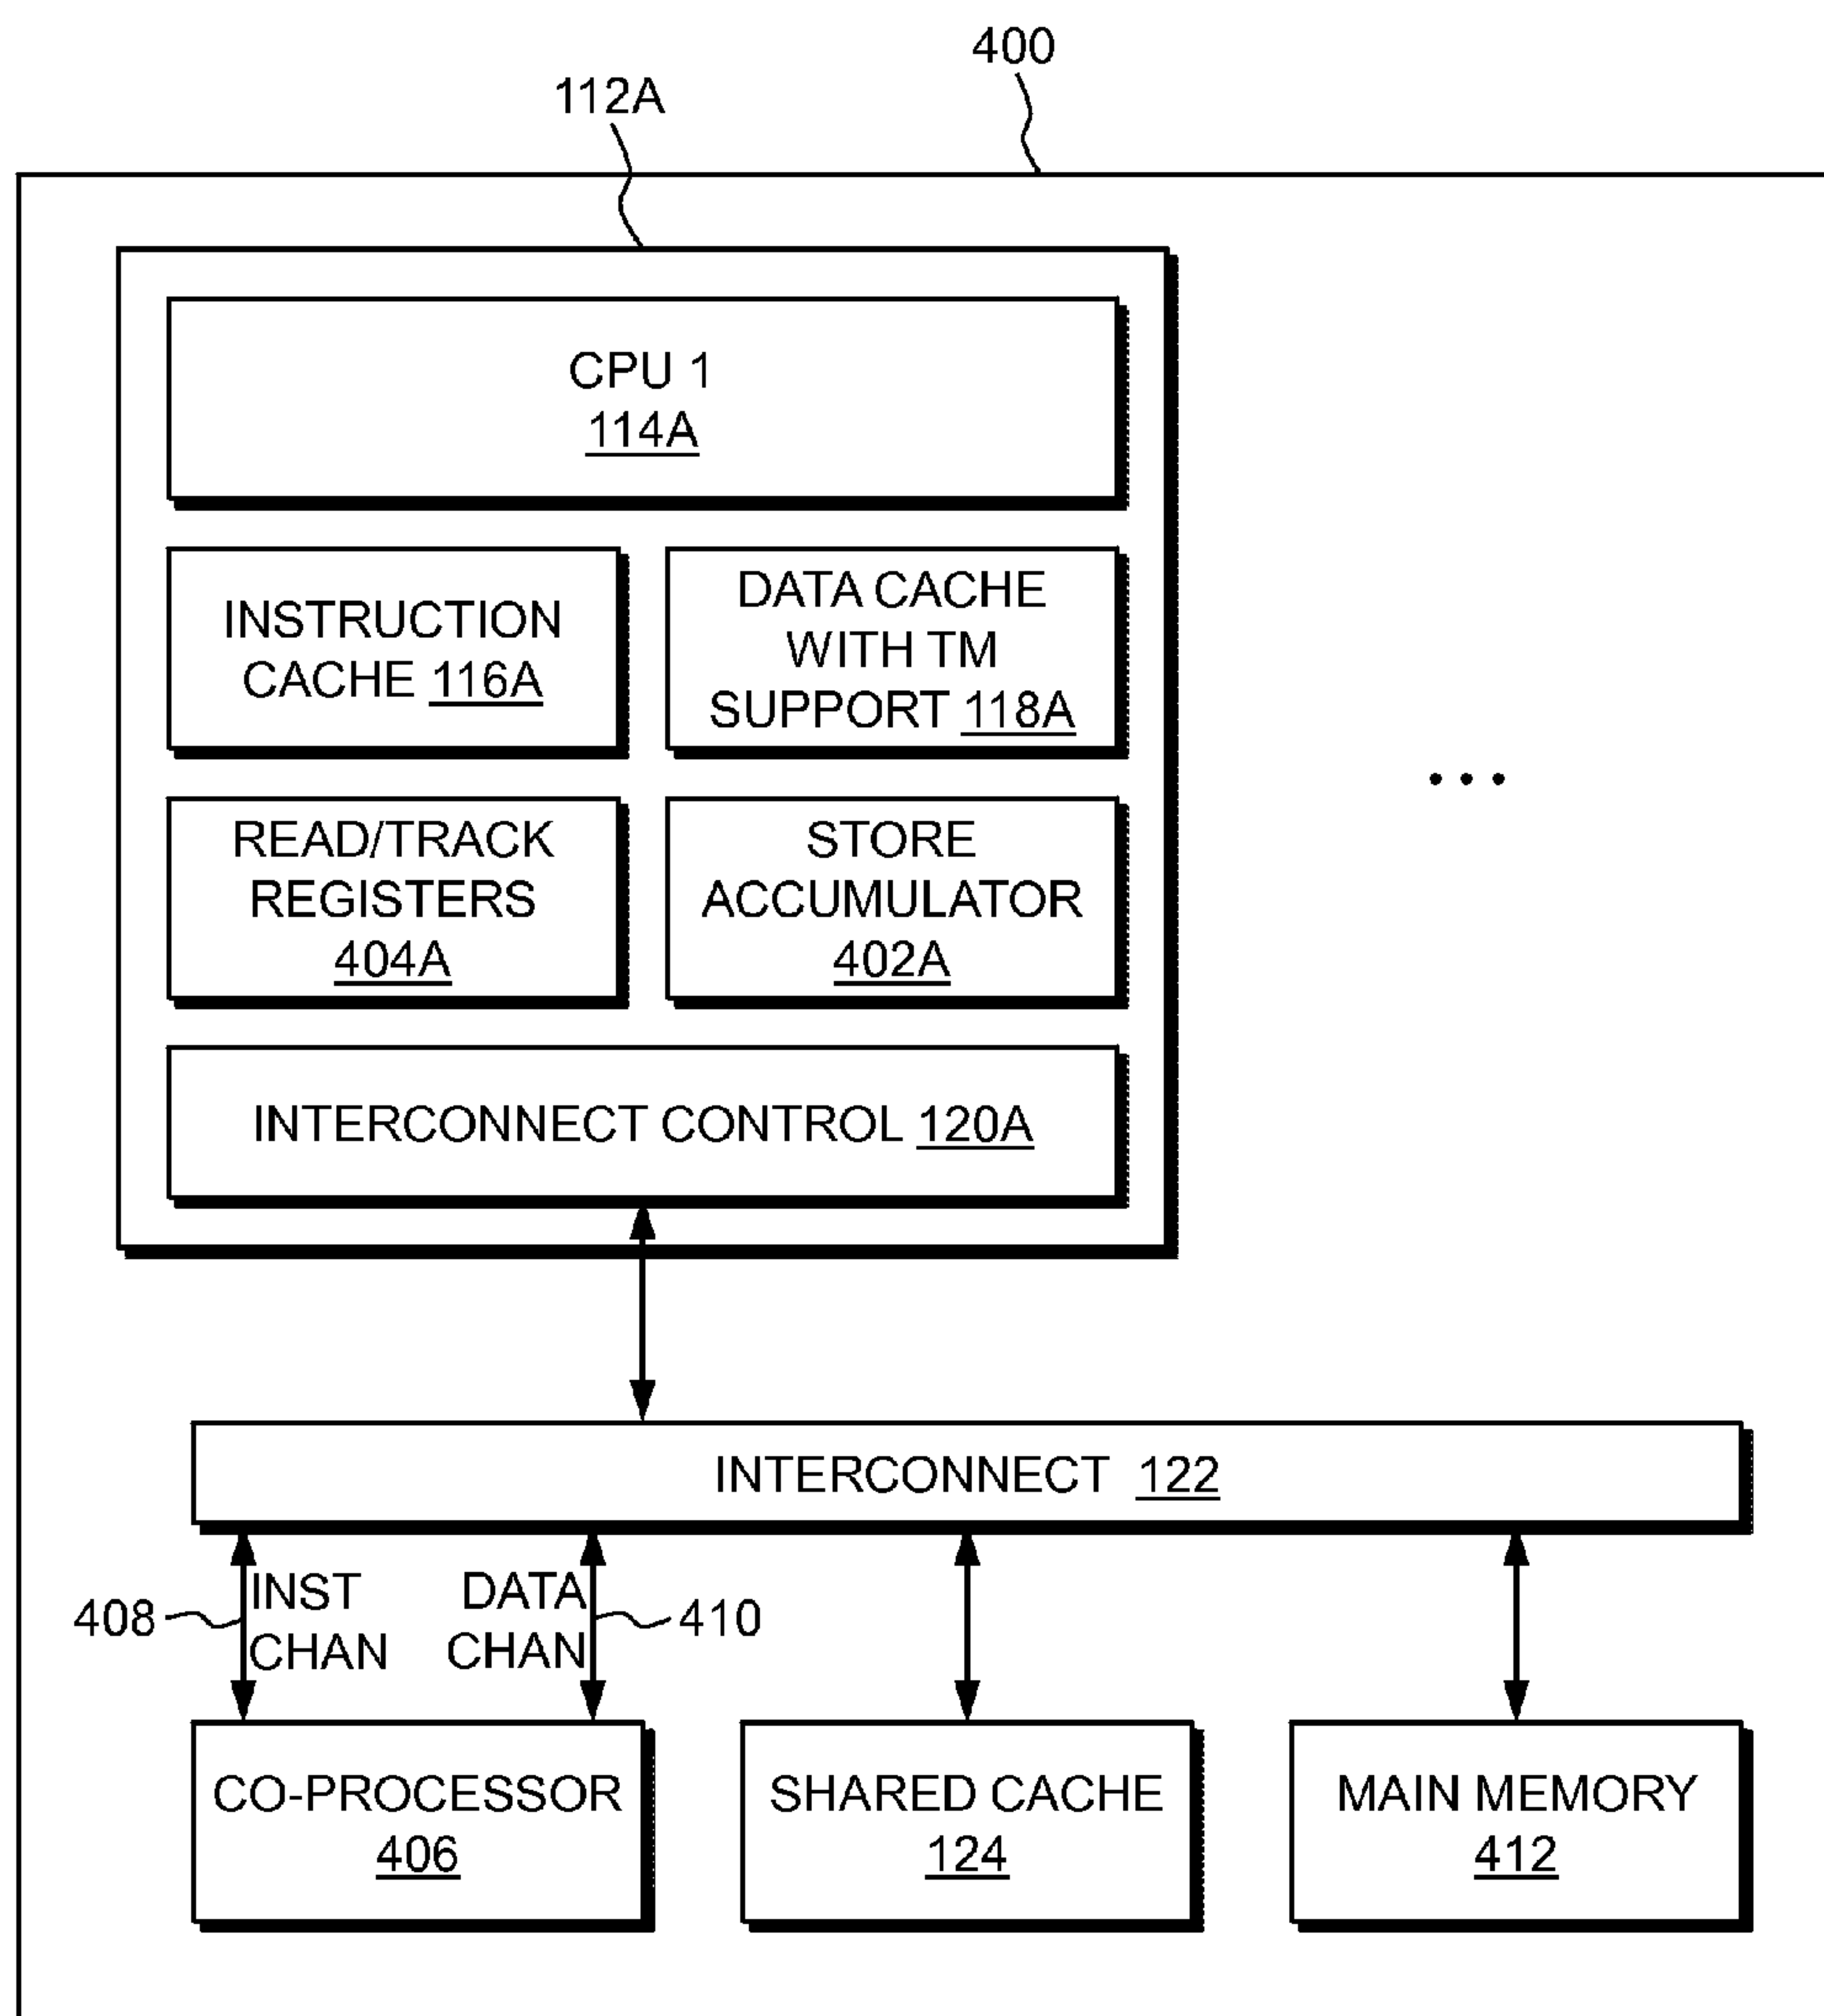 400
112A
CPU 1
114A
INSTRUCTION
CACHE 116A
DATA CACHE
WITH TM
SUPPORT 118A
...
READ/TRACK
REGISTERS
404A
STORE
ACCUMULATOR
402A
INTERCONNECT CONTROL 120A
INTERCONNECT 122
408
INST
CHAN
DATA
CHAN
410
CO-PROCESSOR
406
SHARED CACHE
124
MAIN MEMORY
412